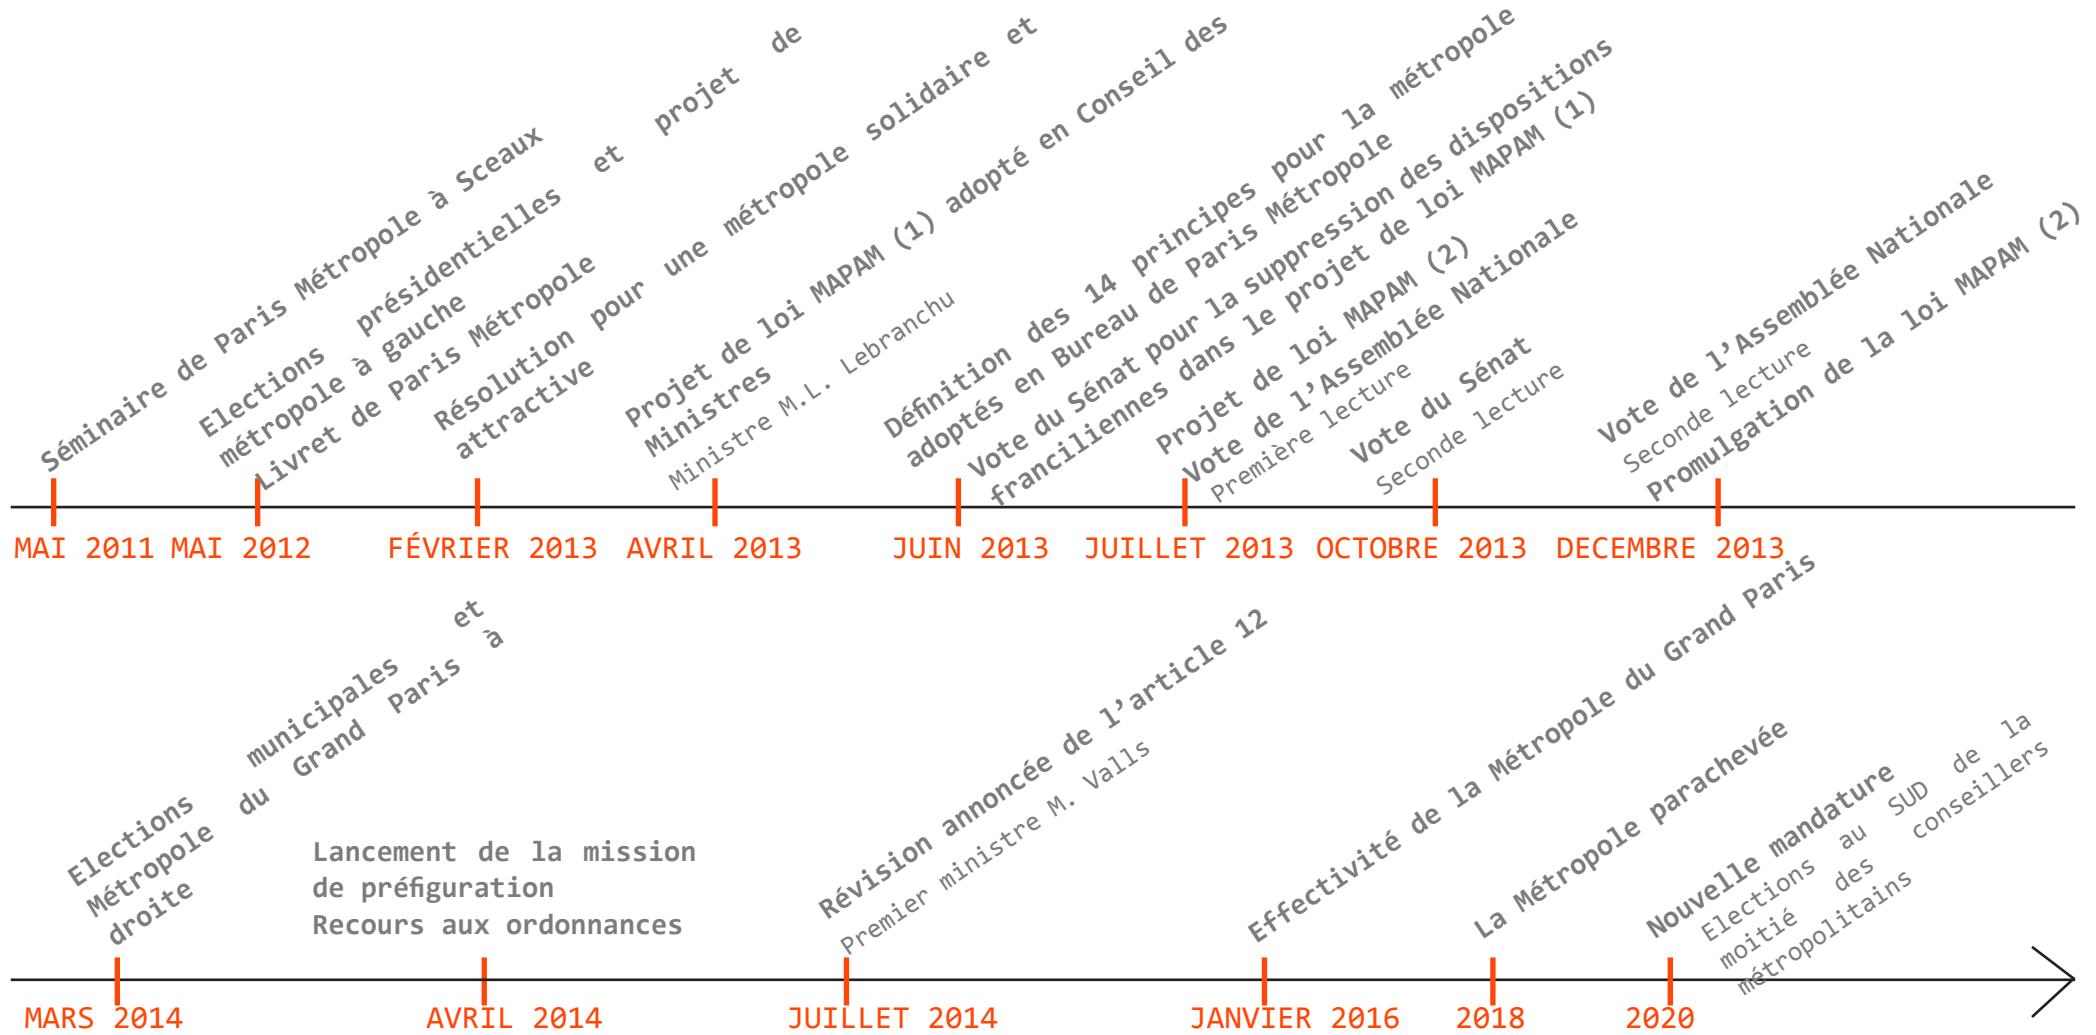 Séminaire de Paris Métropole à Sceaux
MAI 2011
Elections présidentielles et projet de
métropole à gauche
Livret de Paris Métropole
MAI 2012
Résolution pour une métropole solidaire et
attractive
FÉVRIER 2013
Projet de loi MAPAM (1) adopté en Conseil des
Ministres
Ministre M.L. Lebranchu
AVRIL 2013
Définition des 14 principes pour la métropole
adoptés en Bureau de Paris Métropole
Vote du Sénat pour la suppression des dispositions
franciliennes dans le projet de loi MAPAM (1)
JUIN 2013
Projet de loi MAPAM (2)
Vote de l’Assemblée Nationale
Première lecture
JUILLET 2013
Vote du Sénat
Seconde lecture
OCTOBRE 2013
Vote de l’Assemblée Nationale
Seconde lecture
Promulgation de la loi MAPAM (2)
DECEMBRE 2013
Elections municipales et
Métropole du Grand Paris à
droite
MARS 2014
Lancement de la mission
de préfiguration
Recours aux ordonnances
AVRIL 2014
Révision annoncée de l’article 12
Premier ministre M. Valls
JUILLET 2014
Effectivité de la Métropole du Grand Paris
JANVIER 2016
La Métropole parachevée
2018
Nouvelle mandature
Elections au SUD de la
moitié des conseillers
métropolitains
2020